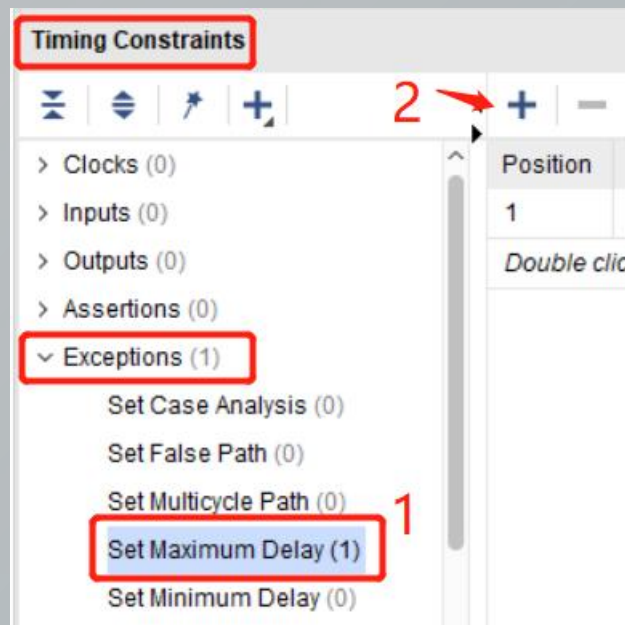 Timing Constraints
2
Clocks (0)
Inputs (0)
Outputs (0)
Assertions (0)
Exceptions (1)
Set Case Analysis (0)
Set False Path (0)
Set Multicycle Path (0)
1
Set Maximum Delay (1)
Set Minimum Delay (0)
Position
1
Double